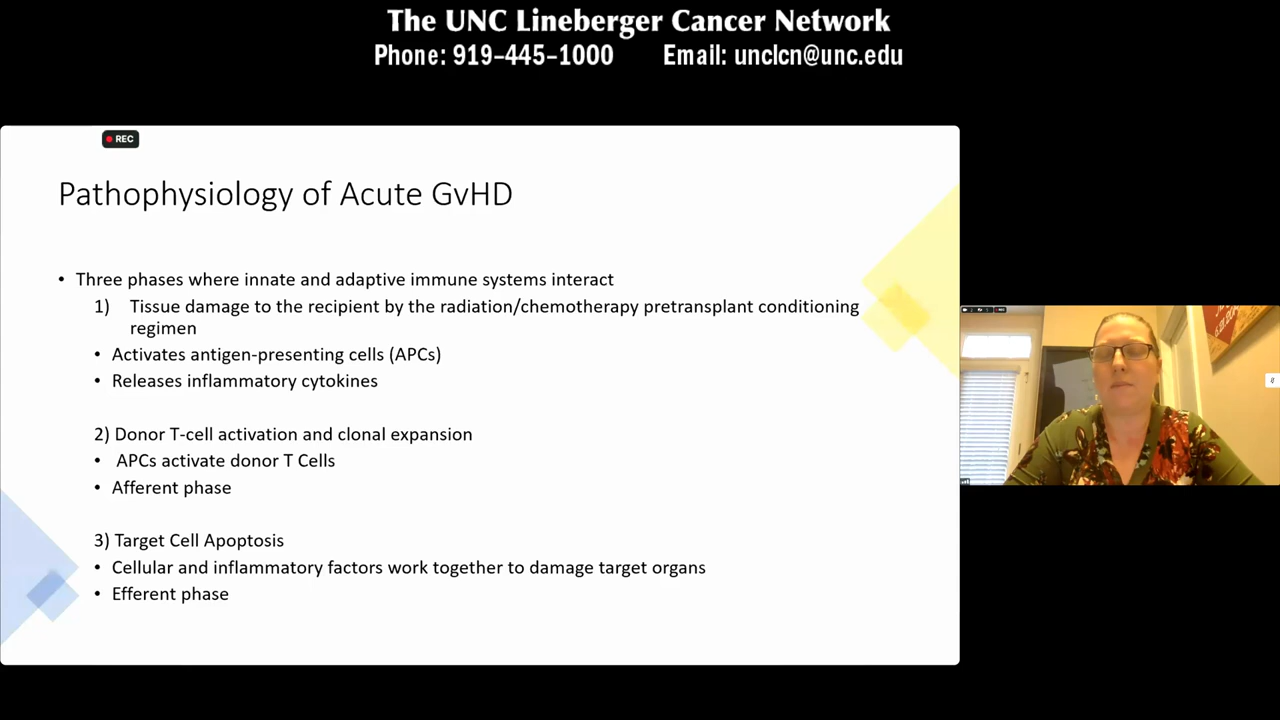 The UNC Lineberger Cancer Network
Phone: 919-445-1000 Email: unclcn@unc.edu
REC
Pathophysiology of Acute GvHD
• Three phases where innate and adaptive immune systems interact
1) Tissue damage to the recipient by the radiation/chemotherapy pretransplant conditioning
regimen
• Activates antigen-presenting cells (APCs)
• Releases inflammatory cytokines
2) Donor T-cell activation and clonal expansion
• APCs activate donor T Cells
• Afferent phase
3) Target Cell Apoptosis
• Cellular and inflammatory factors work together to damage target organs
• Efferent phase